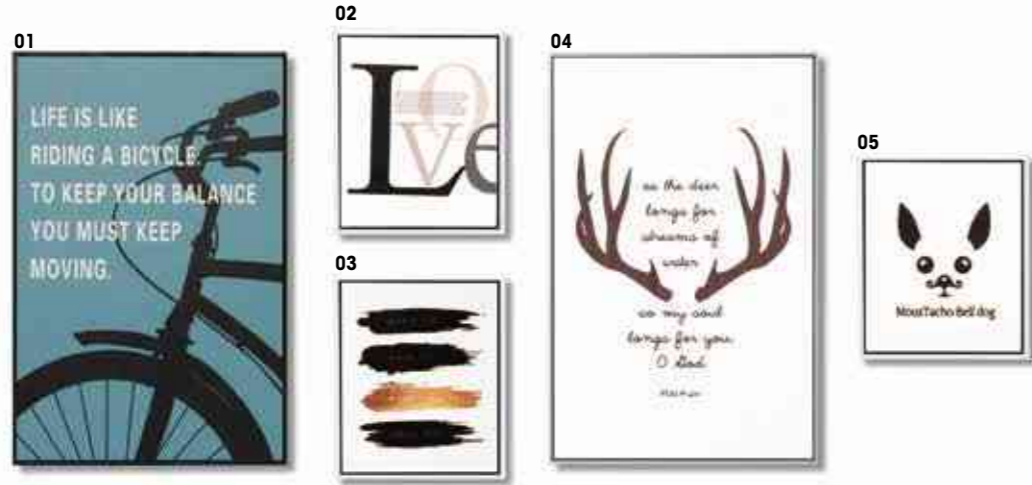 01
LIFE IS LIKE
RIDING A BICYCLE.
TO KEEP YOUR BALANCE
YOU MUST KEEP
MOVING.
02
Love
03
04
as the deer
longs for
streams of
water
so my soul
longs for you
O God
05
MousTacho Bell dog